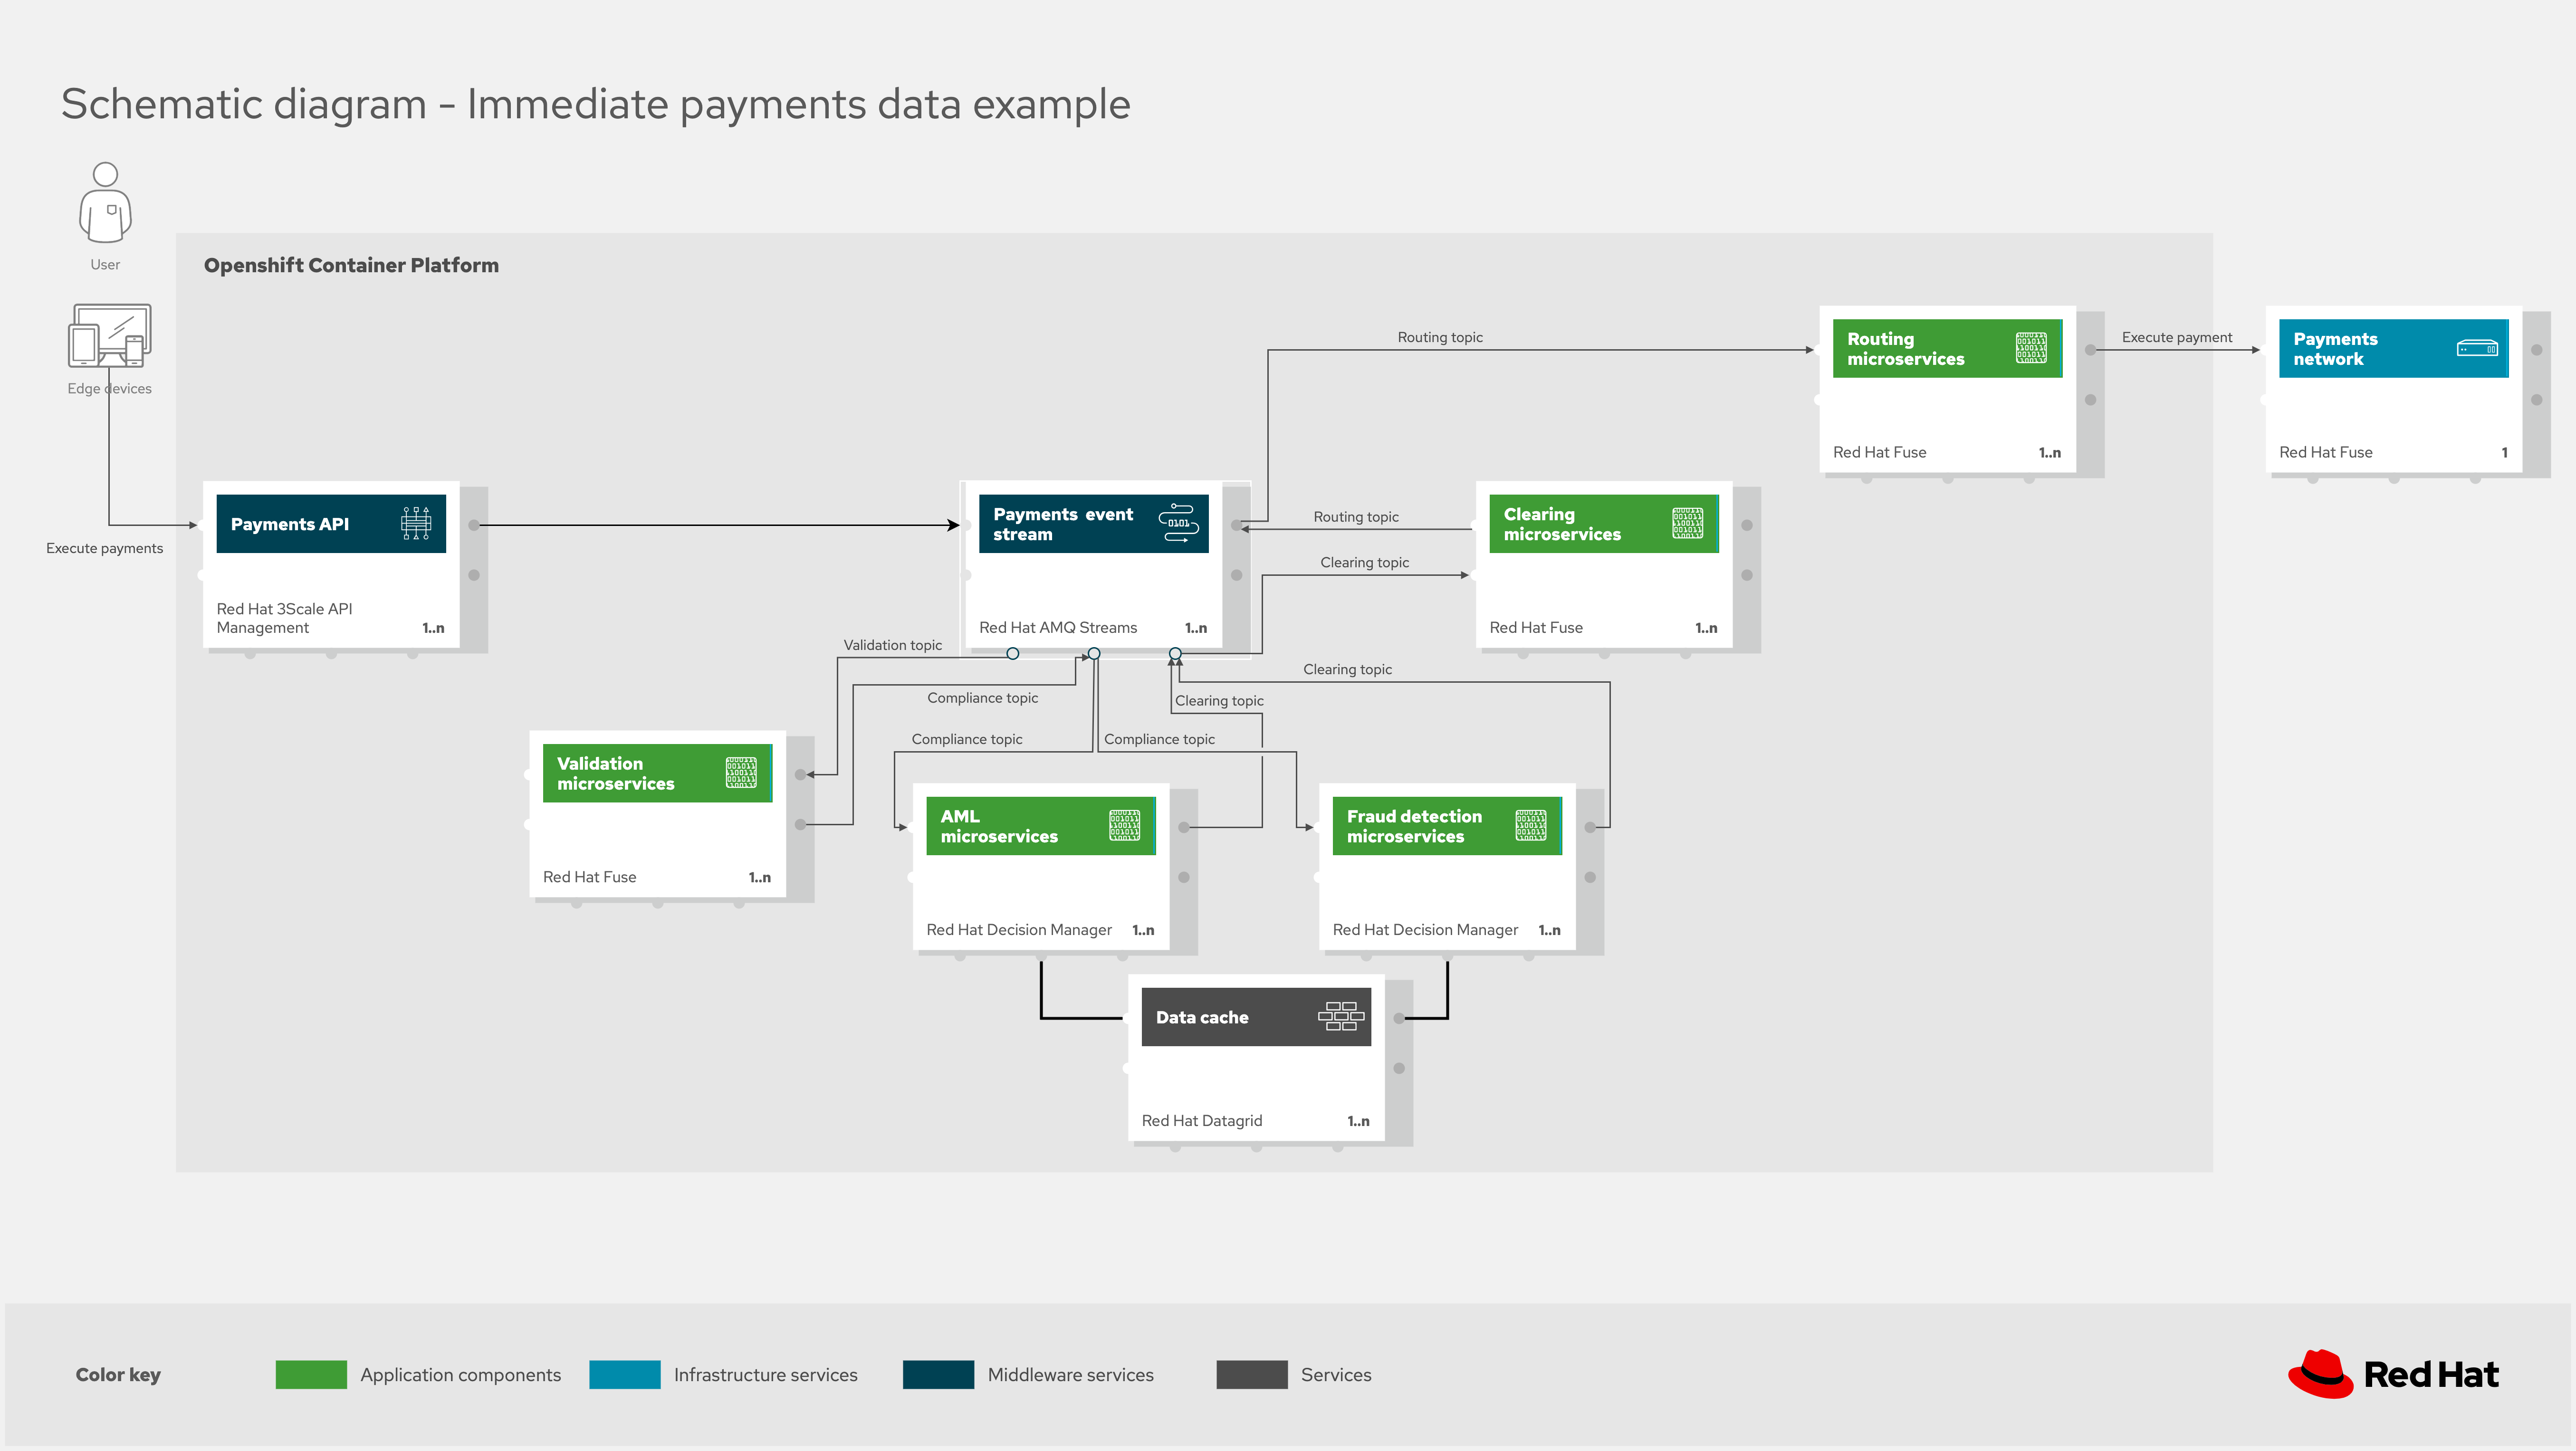 Schematic diagram - Immediate payments data example
User
Openshift Container Platform
Edge devices
Execute payments
Payments API
Red Hat 3Scale API
Management
1..n
Payments event
stream
0101
Red Hat AMQ Streams
1..n
Routing topic
Routing
microservices
Red Hat Fuse
1..n
Execute payment
Payments
network
Red Hat Fuse
1
Routing topic
Clearing topic
Clearing
microservices
Red Hat Fuse
1..n
Validation topic
Compliance topic
Clearing topic
Clearing topic
Compliance topic
Compliance topic
Validation
microservices
Red Hat Fuse
1..n
AML
microservices
Red Hat Decision Manager
1..n
Fraud detection
microservices
Red Hat Decision Manager
1..n
Data cache
Red Hat Datagrid
1..n
Color key
Application components
Infrastructure services
Middleware services
Services
Red Hat